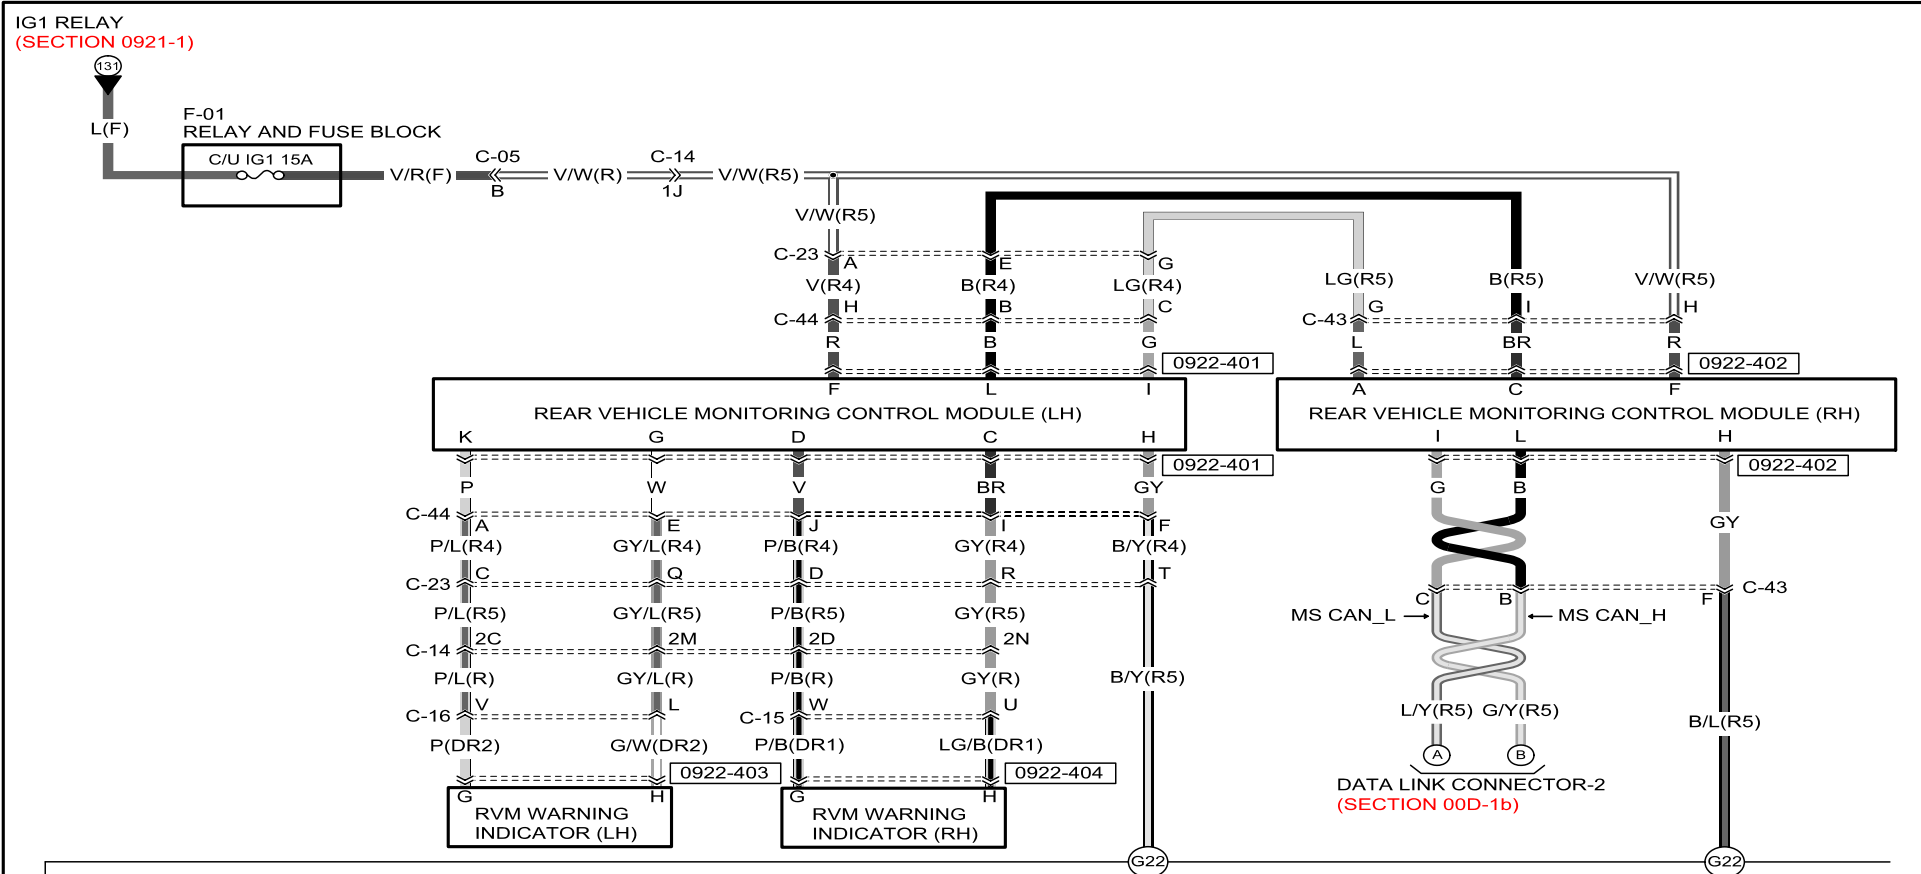 IG1 RELAY
(SECTION 0921-1)
131
L(F)
F-01
RELAY AND FUSE BLOCK
C/U IG1 15A
V/R(F)
C-05
B
V/W(R)
C-14
1J
V/W(R5)
V/W(R5)
C-23 A E G
V(R4) B(R4) LG(R4) LG(R5) B(R5) V/W(R5)
H B C G I H
C-44 C-43
R B G L BR R
0922-401 0922-402
F L I A C F
REAR VEHICLE MONITORING CONTROL MODULE (LH)
REAR VEHICLE MONITORING CONTROL MODULE (RH)
K G D C H I L H
0922-401 0922-402
P W V BR GY G B
GY
C-44 A E J I F
P/L(R4) GY/L(R4) P/B(R4) GY(R4) B/Y(R4)
C-23 C Q D R T
C B F C-43
P/L(R5) GY/L(R5) P/B(R5) GY(R5)
MS CAN_L MS CAN_H
C-14 2C 2M 2D 2N
P/L(R) GY/L(R) P/B(R) GY(R) B/Y(R5)
C-16 V L C-15 W U
L/Y(R5) G/Y(R5) B/L(R5)
P(DR2) G/W(DR2) P/B(DR1) LG/B(DR1)
A B
0922-403 0922-404
DATA LINK CONNECTOR-2
(SECTION 00D-1b)
G H G H
RVM WARNING
INDICATOR (LH)
RVM WARNING
INDICATOR (RH)
G22 G22